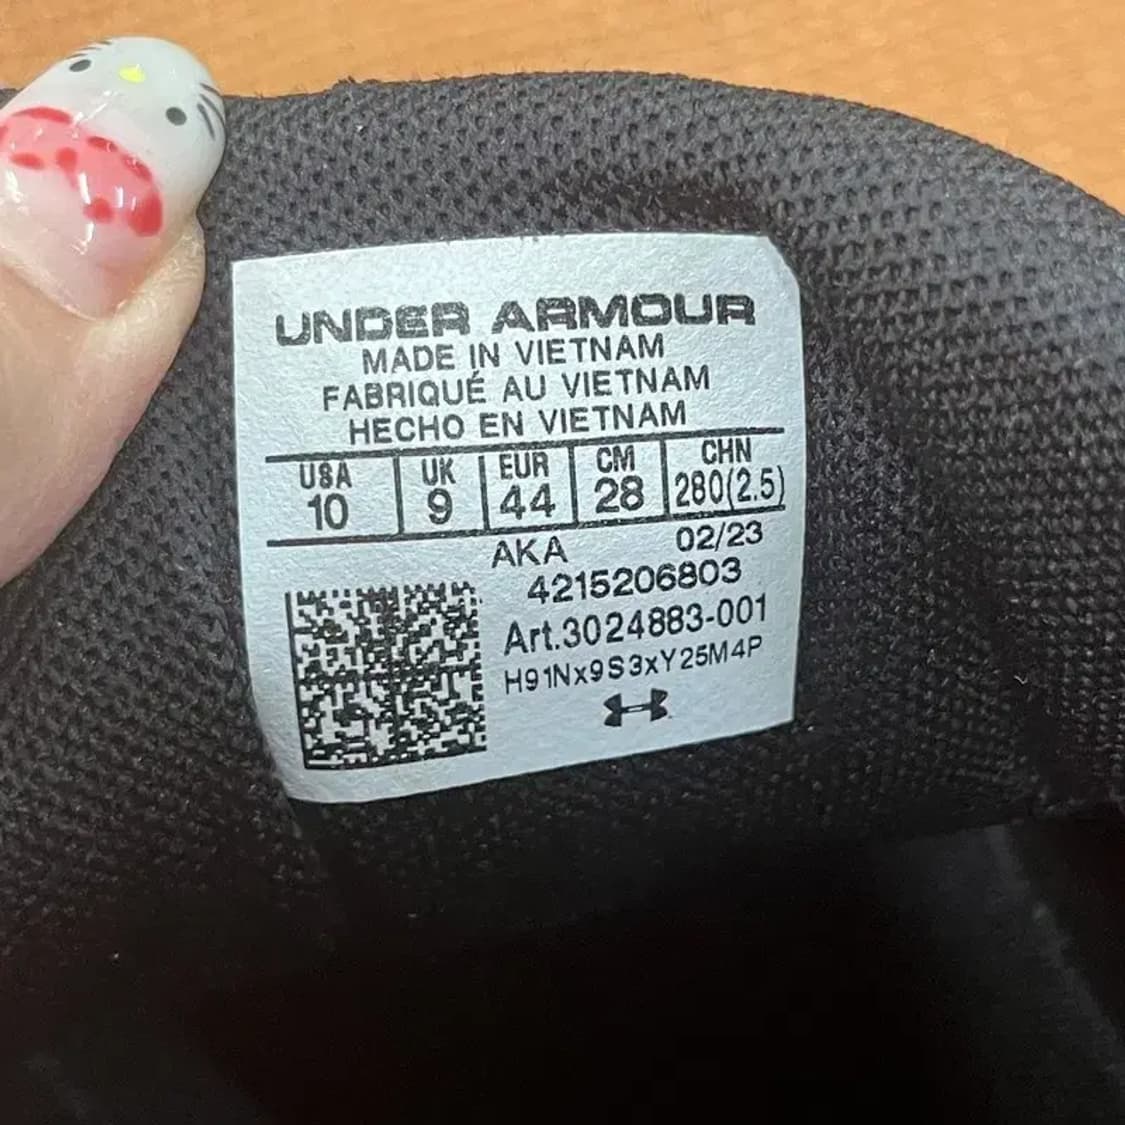 UNDER ARMOUR
MADE IN VIETNAM
FABRIQUÉ AU VIETNAM
HECHO EN VIETNAM
USA UK EUR CM CHN
10 9 44 28 280(2.5)
AKA 02/23
4215206803
Art.3024883-001
H91Nx9S3xY25M4P